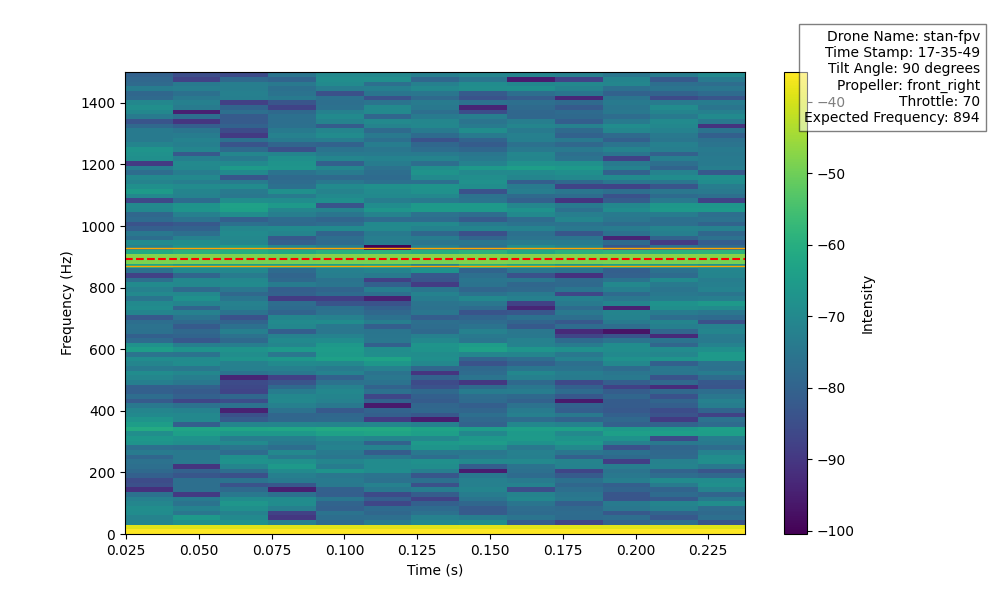 Drone Name: stan-fpv
Time Stamp: 17-35-49
Tilt Angle: 90 degrees
Propeller: front_right
Throttle: 70
Expected Frequency: 894
1400
1200
1000
800
600
400
200
0
Frequency (Hz)
0.025 0.050 0.075 0.100 0.125 0.150 0.175 0.200 0.225
Time (s)
−40
−50
−60
−70
−80
−90
−100
Intensity